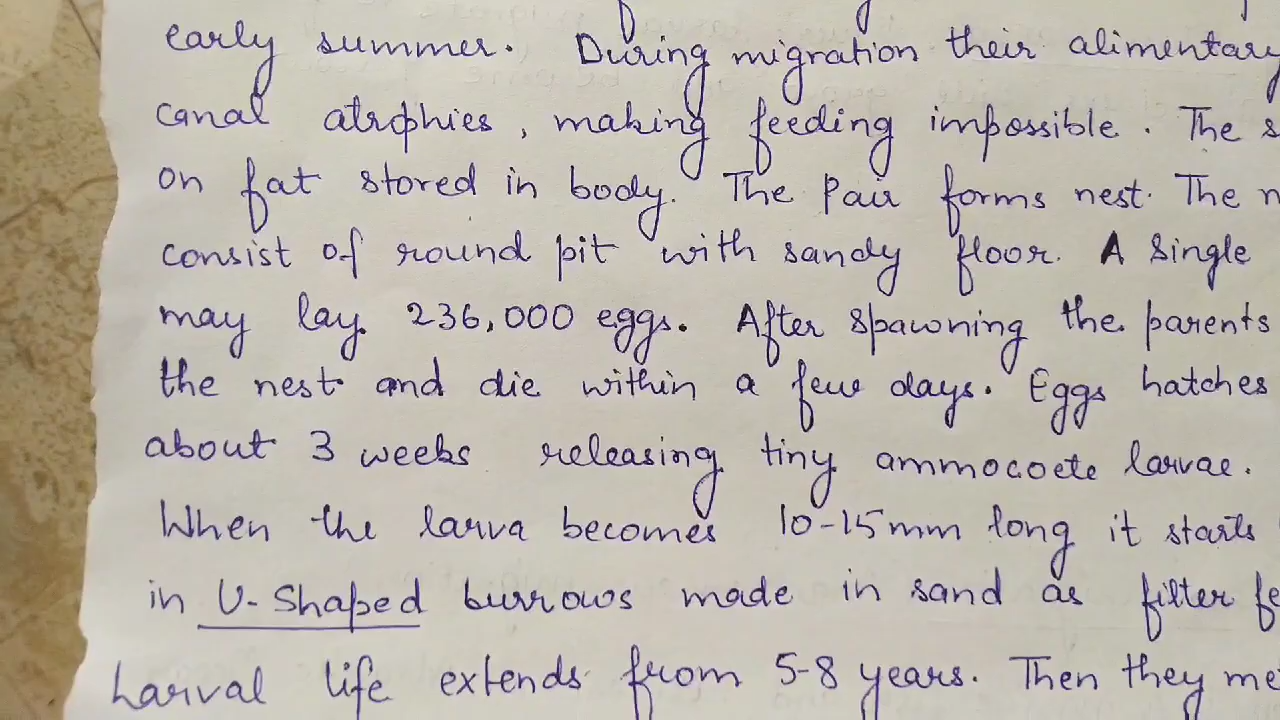 early summer. During migration their alimentary
canal atrophies, making feeding impossible. The
on fat stored in body. The Pair forms nest. The
consist of round pit with sandy floor. A single
may lay 236,000 eggs. After spawning the parents
the nest and die within a few days. Eggs hatches
about 3 weeks releasing tiny ammocoete larvae.
When the larva becomes 10-15mm long it starts
in U-Shaped burrows made in sand as filter
Larval life extends from 5-8 years. Then they